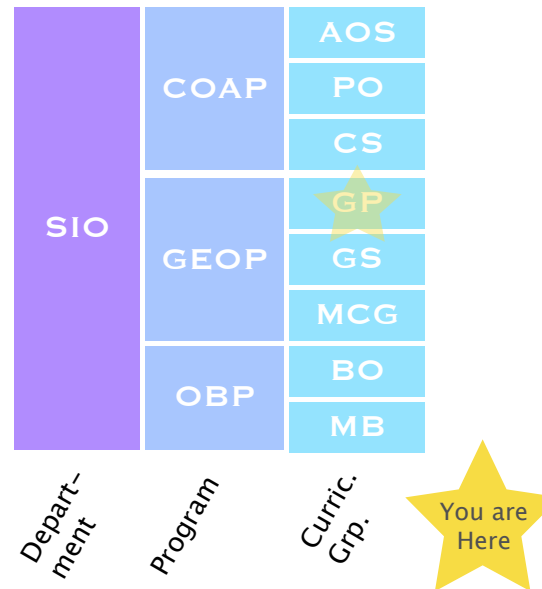 SIO
COAP
GEOP
OBP
AOS
PO
CS
GP
GS
MCG
BO
MB
Depart-
ment
Program
Curric.
Grp.
You are
Here